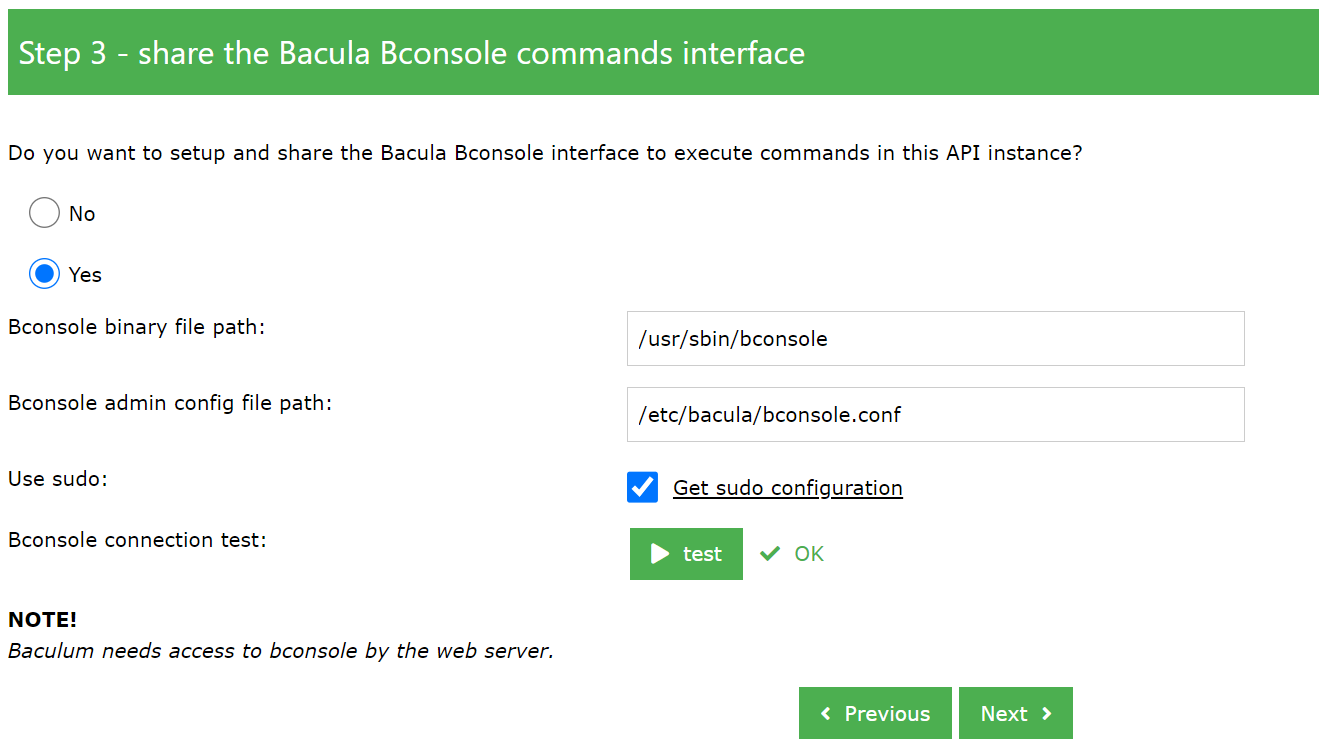 Step 3 - share the Bacula Bconsole commands interface
Do you want to setup and share the Bacula Bconsole interface to execute commands in this API instance?
No
Yes
Bconsole binary file path:
/usr/sbin/bconsole
Bconsole admin config file path:
/etc/bacula/bconsole.conf
Use sudo:
Get sudo configuration
Bconsole connection test:
test
OK
NOTE!
Baculum needs access to bconsole by the web server.
Previous
Next